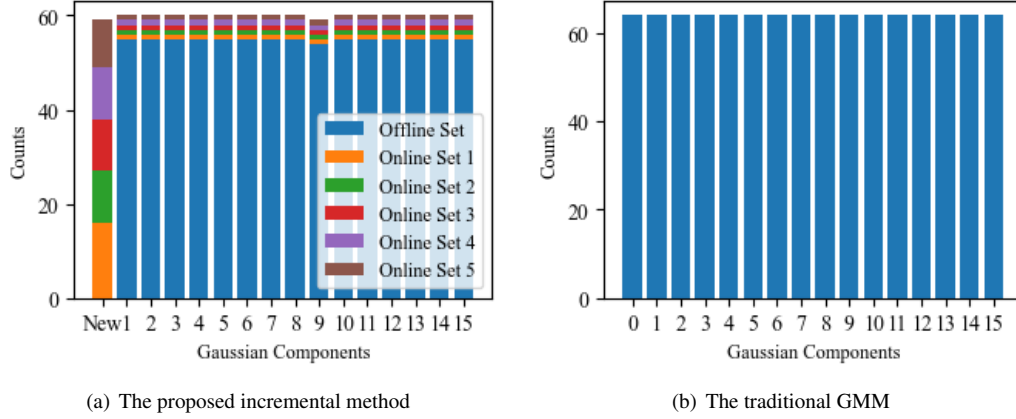 60
40
20
0
Counts
Offline Set
Online Set 1
Online Set 2
Online Set 3
Online Set 4
Online Set 5
New1 2 3 4 5 6 7 8 9 10 11 12 13 14 15
Gaussian Components
(a) The proposed incremental method
60
40
20
0
Counts
0 1 2 3 4 5 6 7 8 9 10 11 12 13 14 15
Gaussian Components
(b) The traditional GMM